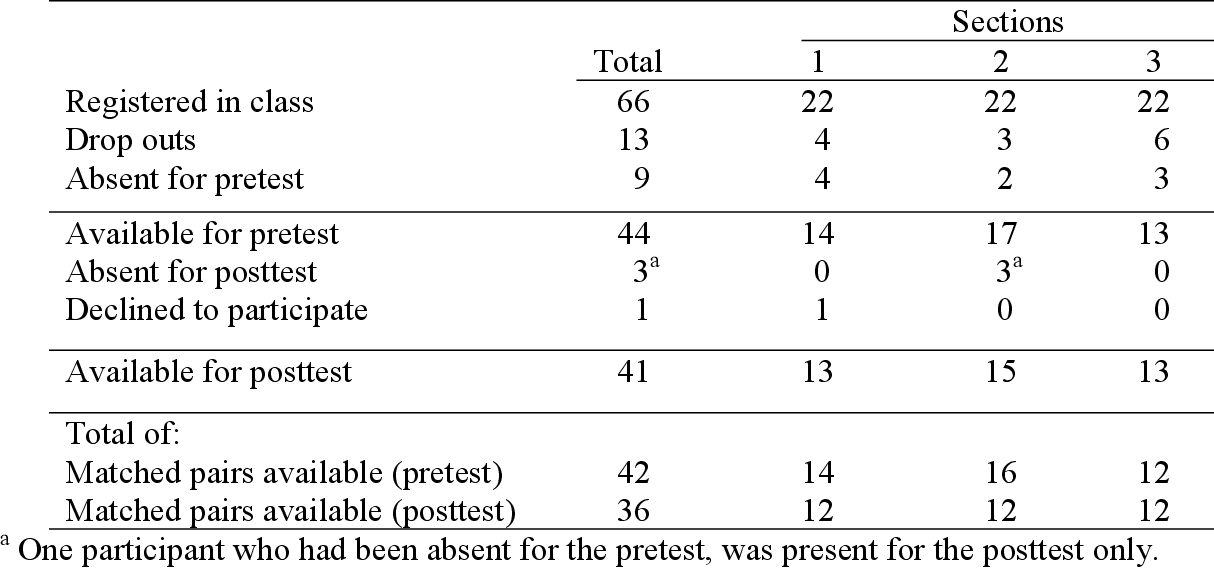 Sections
Total 1 2 3
Registered in class 66 22 22 22
Drop outs 13 4 3 6
Absent for pretest 9 4 2 3
Available for pretest 44 14 17 13
Absent for posttest 3a 0 3a 0
Declined to participate 1 1 0 0
Available for posttest 41 13 15 13
Total of:
Matched pairs available (pretest) 42 14 16 12
Matched pairs available (posttest) 36 12 12 12
a One participant who had been absent for the pretest, was present for the posttest only.